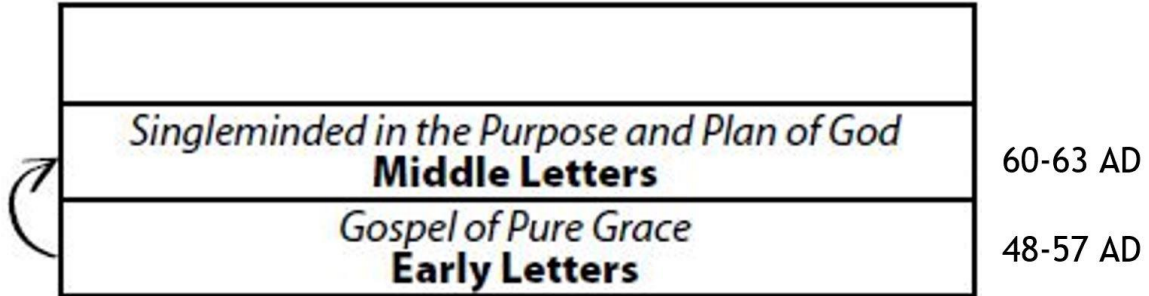 Singleminded in the Purpose and Plan of God
Middle Letters
60-63 AD
Gospel of Pure Grace
Early Letters
48-57 AD